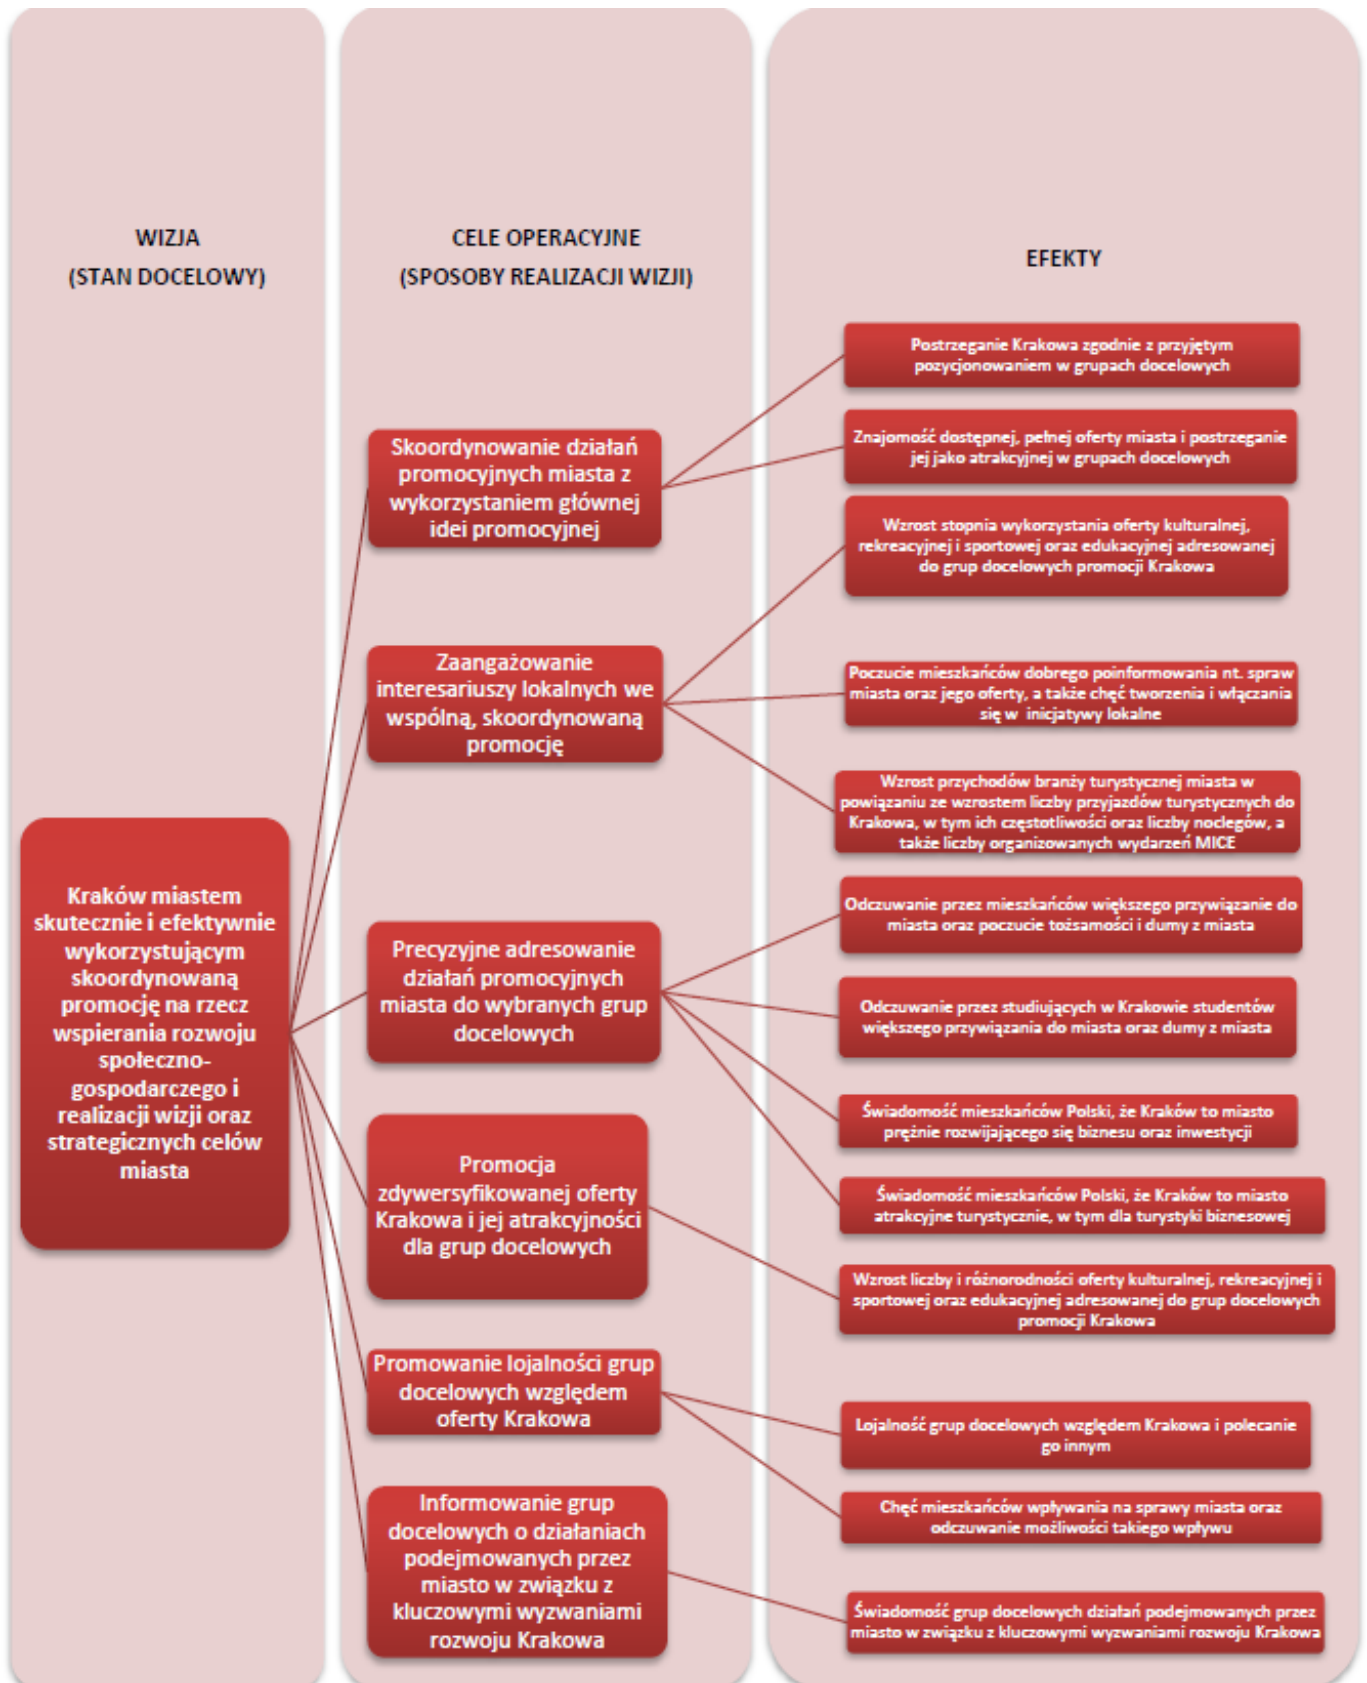 WIZJA
(STAN DOCELOWY)
CELE OPERACYJNE
(SPOSOBY REALIZACJI WIZJI)
EFEKTY
Kraków miastem
skutecznie i efektywnie
wykorzystującym
skoordynowaną
promocję na rzecz
wspierania rozwoju
społeczno-
gospodarczego i
realizacji wizji oraz
strategicznych celów
miasta
Skoordynowanie działań
promocyjnych miasta z
wykorzystaniem głównej
idei promocyjnej
Zaangażowanie
interesariuszy lokalnych we
wspólną, skoordynowaną
promocję
Precyzyjne adresowanie
działań promocyjnych
miasta do wybranych grup
docelowych
Promocja
zdywersyfikowanej oferty
Krakowa i jej atrakcyjności
dla grup docelowych
Promowanie lojalności grup
docelowych względem
oferty Krakowa
Informowanie grup
docelowych o działaniach
podejmowanych przez
miasto w związku z
kluczowymi wyzwaniami
rozwoju Krakowa
Postrzeganie Krakowa zgodnie z przyjętym
pozycjonowaniem w grupach docelowych
Znajomość dostępnej, pełnej oferty miasta i postrzeganie
jej jako atrakcyjnej w grupach docelowych
Wzrost stopnia wykorzystania oferty kulturalnej,
rekreacyjnej i sportowej oraz edukacyjnej adresowanej
do grup docelowych promocji Krakowa
Poczucie mieszkańców dobrego poinformowania nt. spraw
miasta oraz jego oferty, a także chęć tworzenia i włączania
się w inicjatywy lokalne
Wzrost przychodów branży turystycznej miasta w
powiązaniu ze wzrostem liczby przyjazdów turystycznych do
Krakowa, w tym ich częstotliwości oraz liczby noclegów, a
także liczby organizowanych wydarzeń MICE
Odczuwanie przez mieszkańców większego przywiązanie do
miasta oraz poczucie tożsamości i dumy z miasta
Odczuwanie przez studiujących w Krakowie studentów
większego przywiązania do miasta oraz dumy z miasta
Świadomość mieszkańców Polski, że Kraków to miasto
prężnie rozwijającego się biznesu oraz inwestycji
Świadomość mieszkańców Polski, że Kraków to miasto
atrakcyjne turystycznie, w tym dla turystyki biznesowej
Wzrost liczby i różnorodności oferty kulturalnej, rekreacyjnej i
sportowej oraz edukacyjnej adresowanej do grup docelowych
promocji Krakowa
Lojalność grup docelowych względem Krakowa i polecanie
go innym
Chęć mieszkańców wpływania na sprawy miasta oraz
odczuwanie możliwości takiego wpływu
Świadomość grup docelowych działań podejmowanych przez
miasto w związku z kluczowymi wyzwaniami rozwoju Krakowa